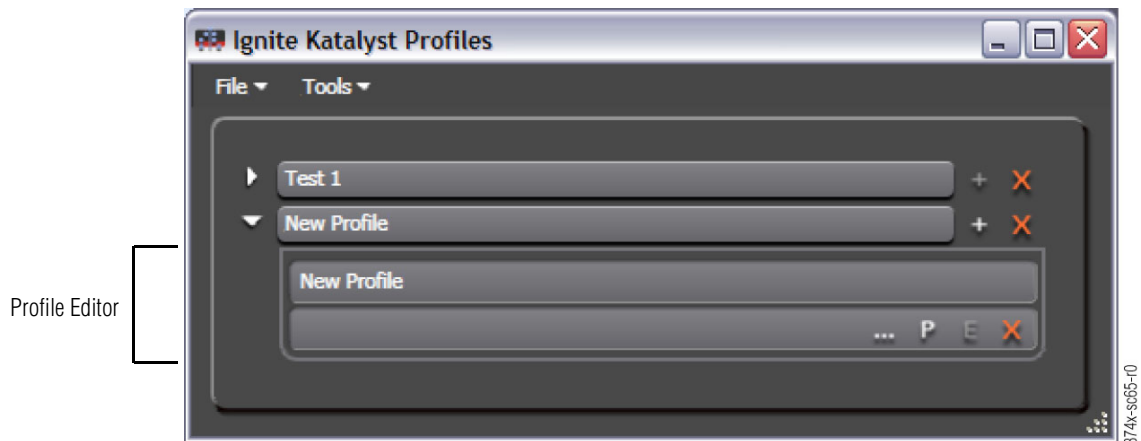 Ignite Katalyst Profiles
File Tools
Test 1 + X
New Profile + X
New Profile
Profile Editor
... P E X
374x-sc65-r0